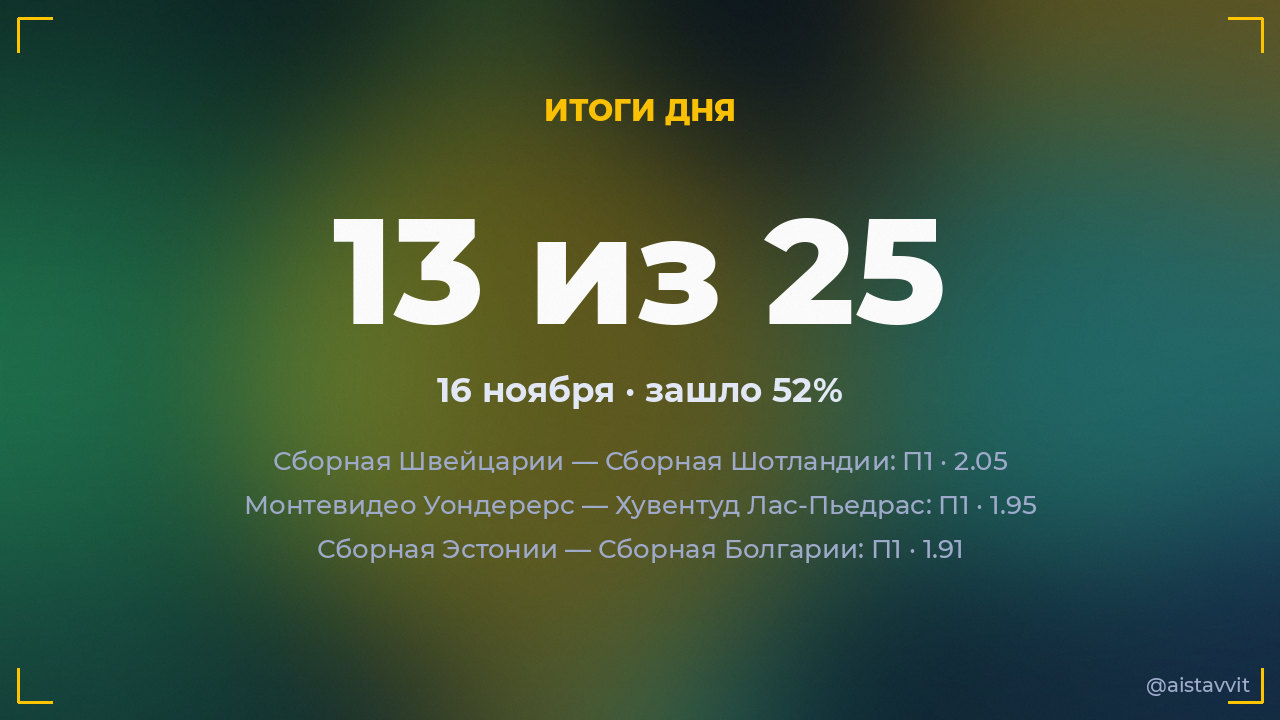 ИТОГИ ДНЯ
13 из 25
16 ноября · зашло 52%
Сборная Швейцарии — Сборная Шотландии: П1 · 2.05
Монтевидео Уондерерс — Хувентуд Лас-Пьедрас: П1 · 1.95
Сборная Эстонии — Сборная Болгарии: П1 · 1.91
@aistavvit